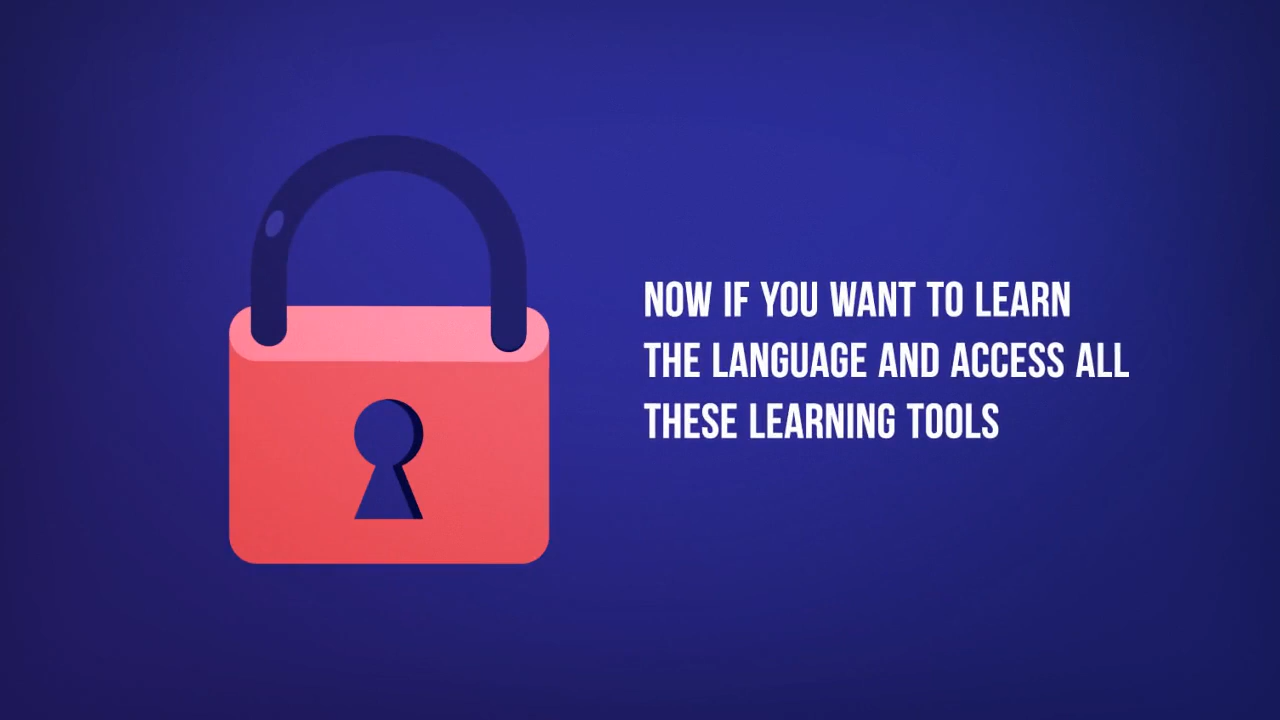 NOW IF YOU WANT TO LEARN
THE LANGUAGE AND ACCESS ALL
THESE LEARNING TOOLS